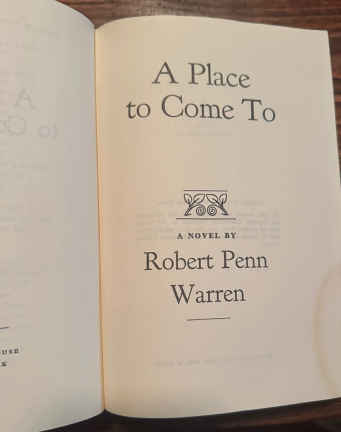 A Place
to Come To
A NOVEL BY
Robert Penn
Warren